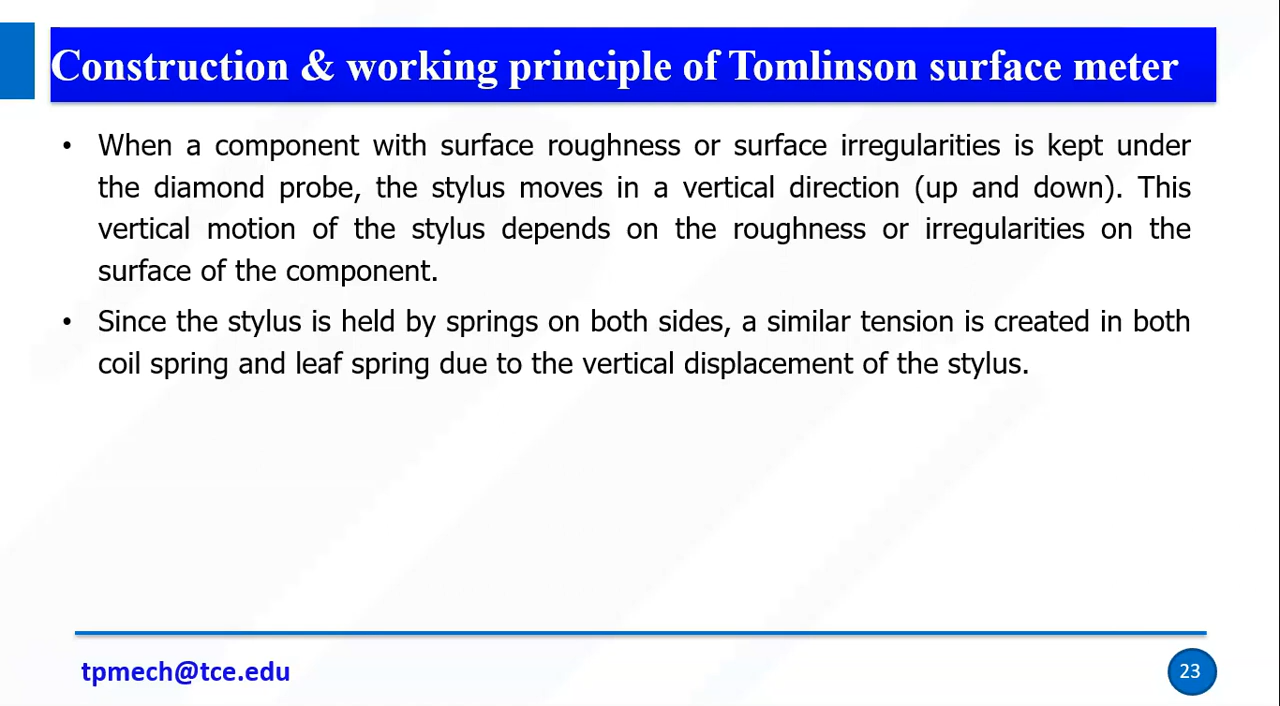 Construction & working principle of Tomlinson surface meter
• When a component with surface roughness or surface irregularities is kept under
the diamond probe, the stylus moves in a vertical direction (up and down). This
vertical motion of the stylus depends on the roughness or irregularities on the
surface of the component.
• Since the stylus is held by springs on both sides, a similar tension is created in both
coil spring and leaf spring due to the vertical displacement of the stylus.
tpmech@tce.edu
23